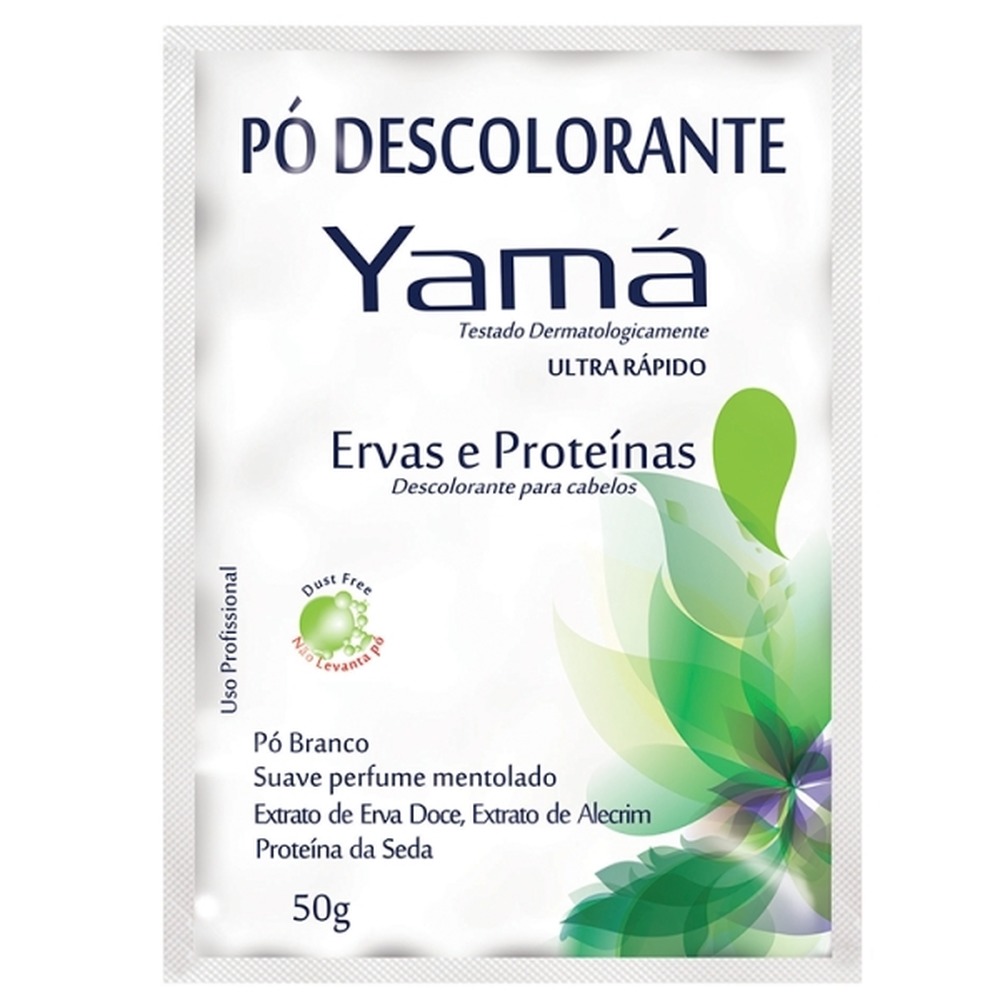 PÓ DESCOLORANTE
Yamá
Testado Dermatologicamente
ULTRA RÁPIDO
Ervas e Proteínas
Descolorante para cabelos
Uso Profissional
Dust Free
Não Levanta pó
Pó Branco
Suave perfume mentolado
Extrato de Erva Doce, Extrato de Alecrim
Proteína da Seda
50g